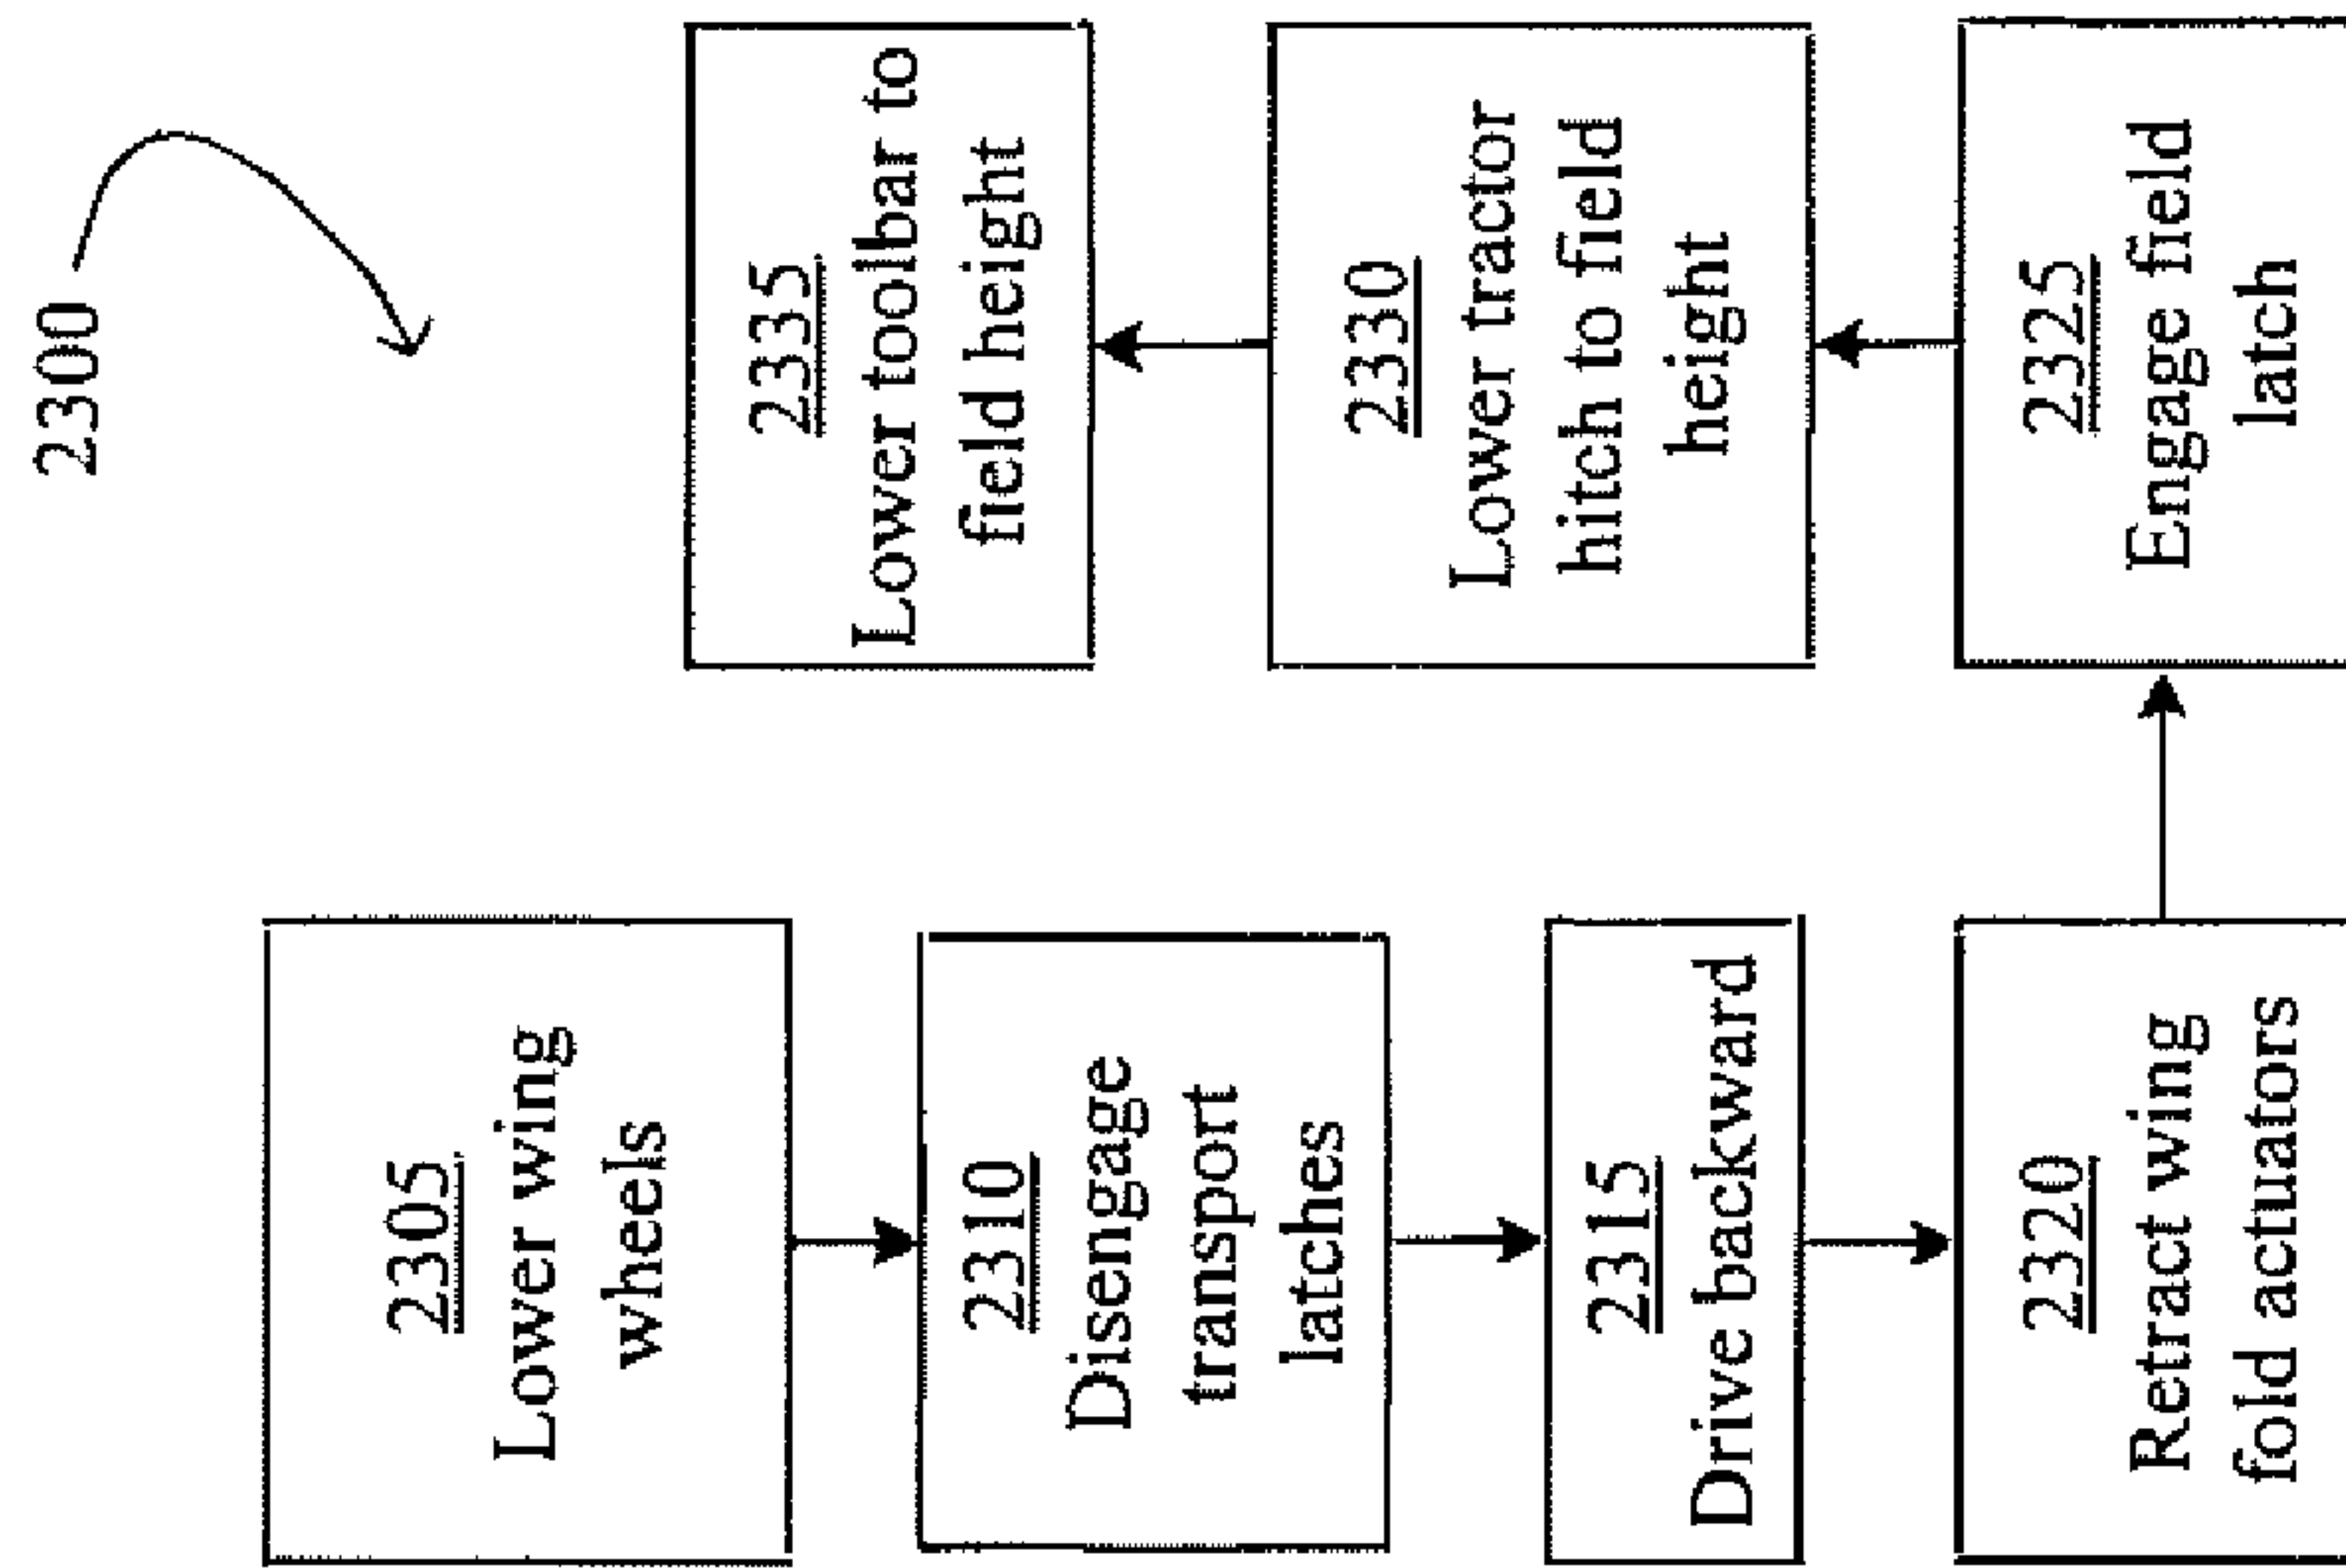 2300
2305
Lower wing
wheels
2310
Disengage
transport
latches
2315
Drive backward
2320
Retract wing
fold actuators
2325
Engage field
latch
2330
Lower tractor
hitch to field
height
2335
Lower toolbar to
field height